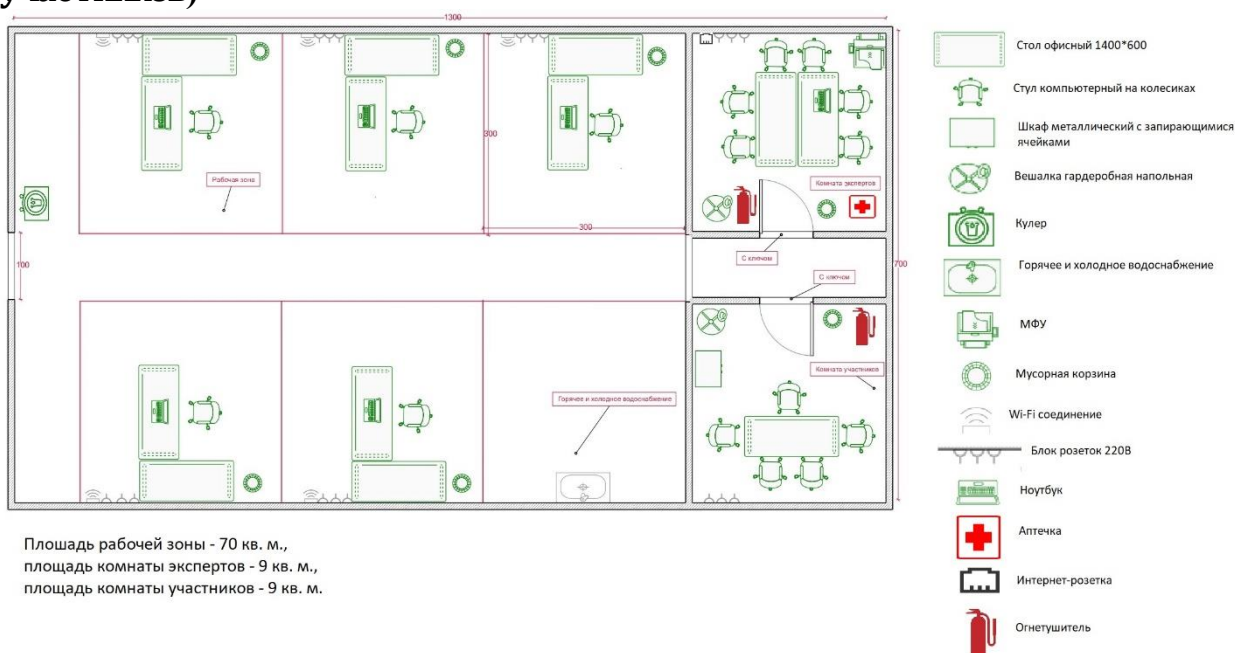 1300
300
300
100
700
Рабочая зона
Комната экспертов
С ключом
С ключом
Комната участников
Горячее и холодное водоснабжение
Стол офисный 1400*600
Стул компьютерный на колесиках
Шкаф металлический с запирающимися
ячейками
Вешалка гардеробная напольная
Кулер
Горячее и холодное водоснабжение
МФУ
Мусорная корзина
Wi-Fi соединение
Блок розеток 220В
Ноутбук
Аптечка
Интернет-розетка
Огнетушитель
Плошадь рабочей зоны - 70 кв. м.,
площадь комнаты экспертов - 9 кв. м.,
площадь комнаты участников - 9 кв. м.